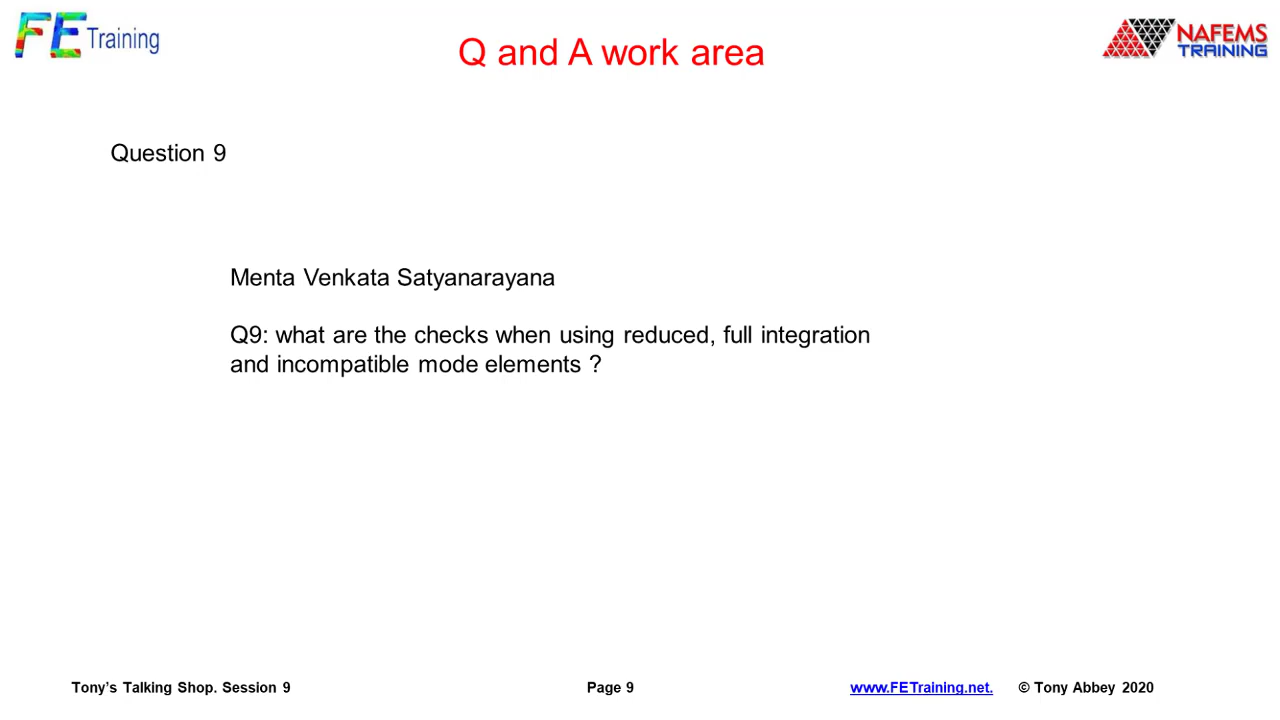 FE Training
Q and A work area
NAFEMS
TRAINING
Question 9
Menta Venkata Satyanarayana
Q9: what are the checks when using reduced, full integration
and incompatible mode elements ?
Tony’s Talking Shop. Session 9
Page 9
www.FETraining.net.
© Tony Abbey 2020